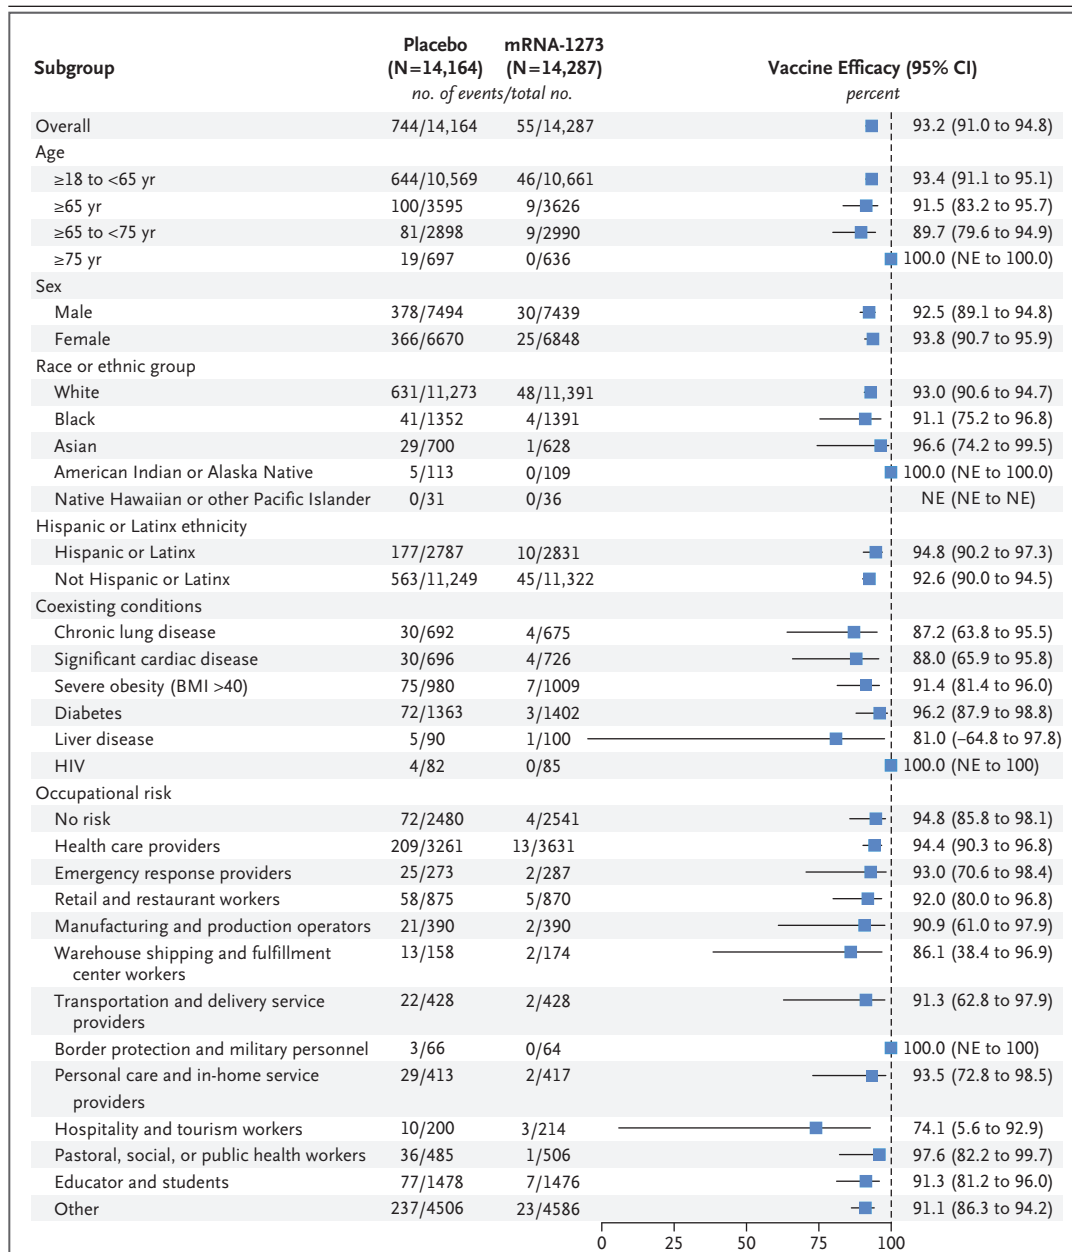 Subgroup Placebo (N=14,164) mRNA-1273 (N=14,287) Vaccine Efficacy (95% CI)
no. of events/total no. percent
Overall 744/14,164 55/14,287 93.2 (91.0 to 94.8)
Age
≥18 to <65 yr 644/10,569 46/10,661 93.4 (91.1 to 95.1)
≥65 yr 100/3595 9/3626 91.5 (83.2 to 95.7)
≥65 to <75 yr 81/2898 9/2990 89.7 (79.6 to 94.9)
≥75 yr 19/697 0/636 100.0 (NE to 100.0)
Sex
Male 378/7494 30/7439 92.5 (89.1 to 94.8)
Female 366/6670 25/6848 93.8 (90.7 to 95.9)
Race or ethnic group
White 631/11,273 48/11,391 93.0 (90.6 to 94.7)
Black 41/1352 4/1391 91.1 (75.2 to 96.8)
Asian 29/700 1/628 96.6 (74.2 to 99.5)
American Indian or Alaska Native 5/113 0/109 100.0 (NE to 100.0)
Native Hawaiian or other Pacific Islander 0/31 0/36 NE (NE to NE)
Hispanic or Latinx ethnicity
Hispanic or Latinx 177/2787 10/2831 94.8 (90.2 to 97.3)
Not Hispanic or Latinx 563/11,249 45/11,322 92.6 (90.0 to 94.5)
Coexisting conditions
Chronic lung disease 30/692 4/675 87.2 (63.8 to 95.5)
Significant cardiac disease 30/696 4/726 88.0 (65.9 to 95.8)
Severe obesity (BMI >40) 75/980 7/1009 91.4 (81.4 to 96.0)
Diabetes 72/1363 3/1402 96.2 (87.9 to 98.8)
Liver disease 5/90 1/100 81.0 (–64.8 to 97.8)
HIV 4/82 0/85 100.0 (NE to 100)
Occupational risk
No risk 72/2480 4/2541 94.8 (85.8 to 98.1)
Health care providers 209/3261 13/3631 94.4 (90.3 to 96.8)
Emergency response providers 25/273 2/287 93.0 (70.6 to 98.4)
Retail and restaurant workers 58/875 5/870 92.0 (80.0 to 96.8)
Manufacturing and production operators 21/390 2/390 90.9 (61.0 to 97.9)
Warehouse shipping and fulfillment 13/158 2/174 86.1 (38.4 to 96.9)
center workers
Transportation and delivery service 22/428 2/428 91.3 (62.8 to 97.9)
providers
Border protection and military personnel 3/66 0/64 100.0 (NE to 100)
Personal care and in-home service 29/413 2/417 93.5 (72.8 to 98.5)
providers
Hospitality and tourism workers 10/200 3/214 74.1 (5.6 to 92.9)
Pastoral, social, or public health workers 36/485 1/506 97.6 (82.2 to 99.7)
Educator and students 77/1478 7/1476 91.3 (81.2 to 96.0)
Other 237/4506 23/4586 91.1 (86.3 to 94.2)
0 25 50 75 100